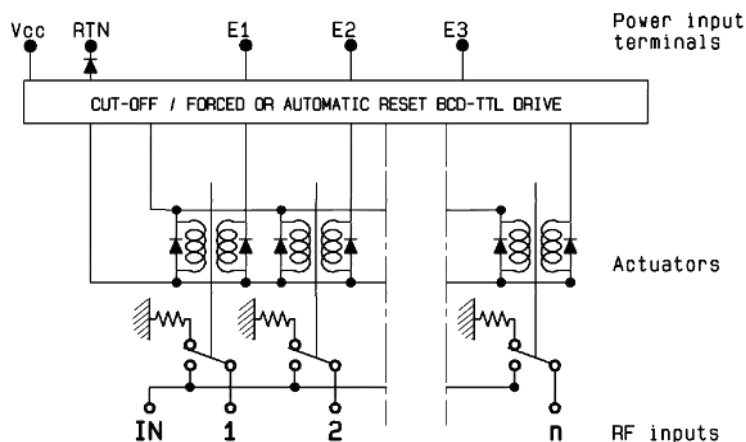 Vcc RTN E1 E2 E3 Power input
terminals
CUT-OFF / FORCED OR AUTOMATIC RESET BCD-TTL DRIVE
Actuators
IN 1 2 n RF inputs